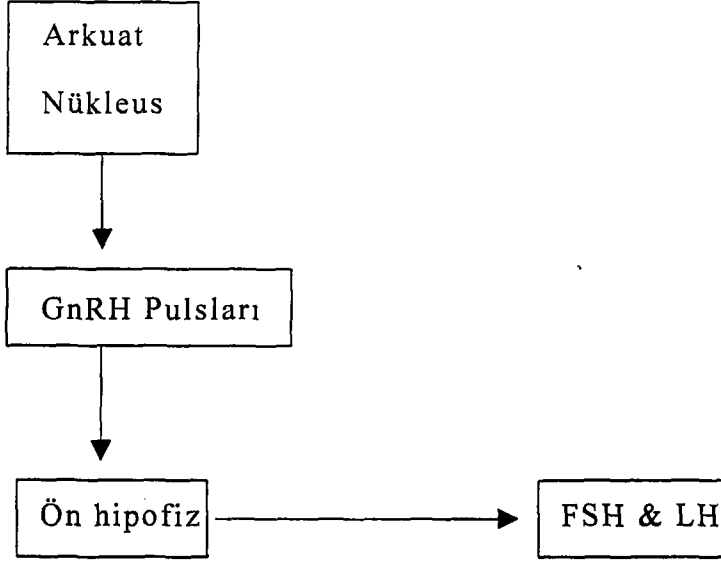 Arkuat
Nükleus
GnRH Pulsları
Ön hipofiz
FSH & LH